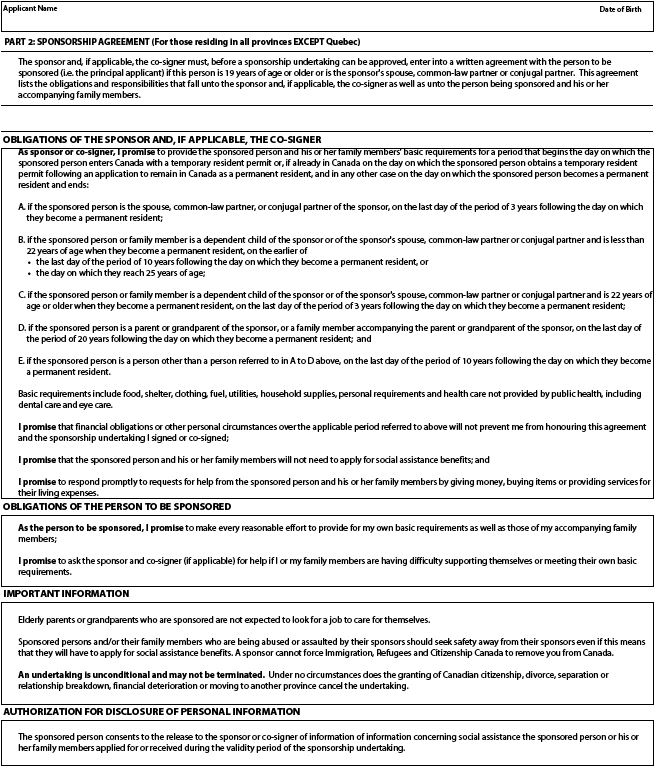 Applicant Name
Date of Birth
PART 2: SPONSORSHIP AGREEMENT (For those residing in all provinces EXCEPT Quebec)
The sponsor and, if applicable, the co-signer must, before a sponsorship undertaking can be approved, enter into a written agreement with the person to be
sponsored (i.e. the principal applicant) if this person is 19 years of age or older or is the sponsor's spouse, common-law partner or conjugal partner. This agreement
lists the obligations and responsibilities that fall unto the sponsor and, if applicable, the co-signer as well as unto the person being sponsored and his or her
accompanying family members.
OBLIGATIONS OF THE SPONSOR AND, IF APPLICABLE, THE CO-SIGNER
As sponsor or co-signer, I promise to provide the sponsored person and his or her family members' basic requirements for a period that begins the day on which the
sponsored person enters Canada with a temporary resident permit or, if already in Canada on the day on which the sponsored person obtains a temporary resident
permit following an application to remain in Canada as a permanent resident, and in any other case on the day on which the sponsored person becomes a permanent
resident and ends:
A. if the sponsored person is the spouse, common-law partner, or conjugal partner of the sponsor, on the last day of the period of 3 years following the day on which
they become a permanent resident;
B. if the sponsored person or family member is a dependent child of the sponsor or of the sponsor's spouse, common-law partner or conjugal partner and is less than
22 years of age when they become a permanent resident, on the earlier of
• the last day of the period of 10 years following the day on which they become a permanent resident, or
• the day on which they reach 25 years of age;
C. if the sponsored person or family member is a dependent child of the sponsor or of the sponsor's spouse, common-law partner or conjugal partner and is 22 years of
age or older when they become a permanent resident, on the last day of the period of 3 years following the day on which they become a permanent resident;
D. if the sponsored person is a parent or grandparent of the sponsor, or a family member accompanying the parent or grandparent of the sponsor, on the last day of
the period of 20 years following the day on which they become a permanent resident; and
E. if the sponsored person is a person other than a person referred to in A to D above, on the last day of the period of 10 years following the day on which they become
a permanent resident.
Basic requirements include food, shelter, clothing, fuel, utilities, household supplies, personal requirements and health care not provided by public health, including
dental care and eye care.
I promise that financial obligations or other personal circumstances over the applicable period referred to above will not prevent me from honouring this agreement
and the sponsorship undertaking I signed or co-signed;
I promise that the sponsored person and his or her family members will not need to apply for social assistance benefits; and
I promise to respond promptly to requests for help from the sponsored person and his or her family members by giving money, buying items or providing services for
their living expenses.
OBLIGATIONS OF THE PERSON TO BE SPONSORED
As the person to be sponsored, I promise to make every reasonable effort to provide for my own basic requirements as well as those of my accompanying family
members;
I promise to ask the sponsor and co-signer (if applicable) for help if I or my family members are having difficulty supporting themselves or meeting their own basic
requirements.
IMPORTANT INFORMATION
Elderly parents or grandparents who are sponsored are not expected to look for a job to care for themselves.
Sponsored persons and/or their family members who are being abused or assaulted by their sponsors should seek safety away from their sponsors even if this means
that they will have to apply for social assistance benefits. A sponsor cannot force Immigration, Refugees and Citizenship Canada to remove you from Canada.
An undertaking is unconditional and may not be terminated. Under no circumstances does the granting of Canadian citizenship, divorce, separation or
relationship breakdown, financial deterioration or moving to another province cancel the undertaking.
AUTHORIZATION FOR DISCLOSURE OF PERSONAL INFORMATION
The sponsored person consents to the release to the sponsor or co-signer of information of information concerning social assistance the sponsored person or his or
her family members applied for or received during the validity period of the sponsorship undertaking.